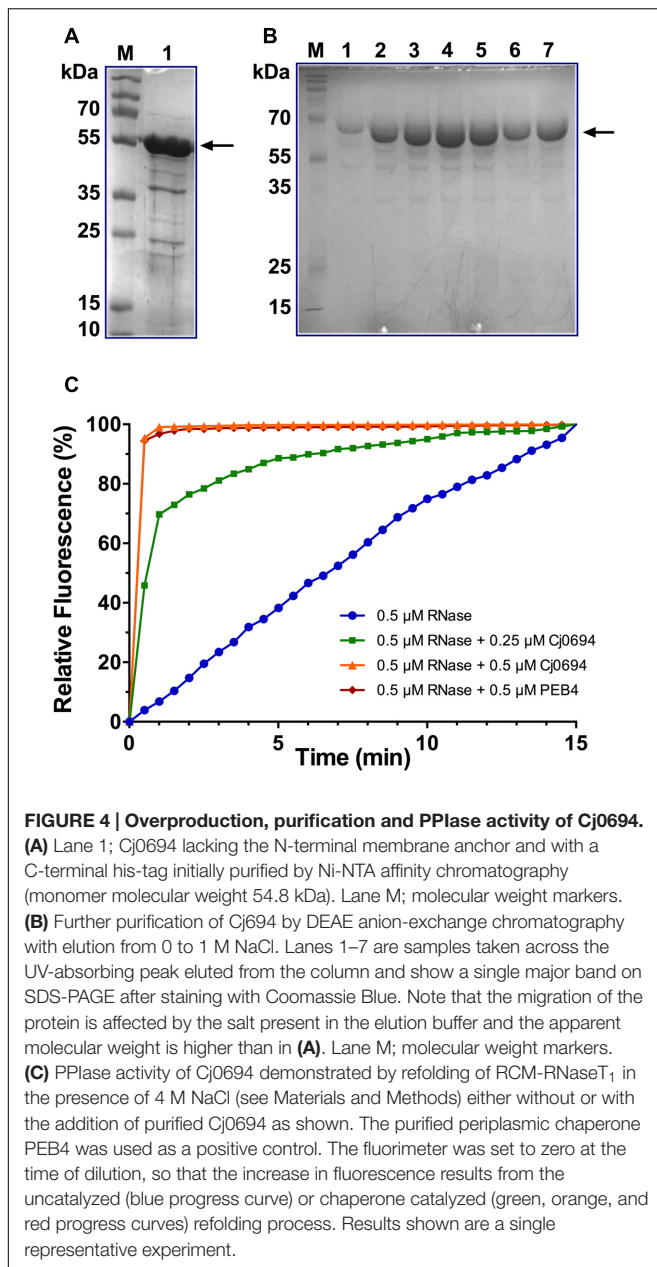 A
B
M 1
M 1 2 3 4 5 6 7
kDa
kDa
70
55
35
25
15
10
70
55
35
25
15
C
Relative Fluorescence (%)
100
80
60
40
20
0
0.5 µM RNase
0.5 µM RNase + 0.25 µM Cj0694
0.5 µM RNase + 0.5 µM Cj0694
0.5 µM RNase + 0.5 µM PEB4
0 5 10 15
Time (min)
FIGURE 4 | Overproduction, purification and PPIase activity of Cj0694.
(A) Lane 1; Cj0694 lacking the N-terminal membrane anchor and with a
C-terminal his-tag initially purified by Ni-NTA affinity chromatography
(monomer molecular weight 54.8 kDa). Lane M; molecular weight markers.
(B) Further purification of Cj694 by DEAE anion-exchange chromatography
with elution from 0 to 1 M NaCl. Lanes 1–7 are samples taken across the
UV-absorbing peak eluted from the column and show a single major band on
SDS-PAGE after staining with Coomassie Blue. Note that the migration of the
protein is affected by the salt present in the elution buffer and the apparent
molecular weight is higher than in (A). Lane M; molecular weight markers.
(C) PPIase activity of Cj0694 demonstrated by refolding of RCM-RNaseT1 in
the presence of 4 M NaCl (see Materials and Methods) either without or with
the addition of purified Cj0694 as shown. The purified periplasmic chaperone
PEB4 was used as a positive control. The fluorimeter was set to zero at the
time of dilution, so that the increase in fluorescence results from the
uncatalyzed (blue progress curve) or chaperone catalyzed (green, orange, and
red progress curves) refolding process. Results shown are a single
representative experiment.